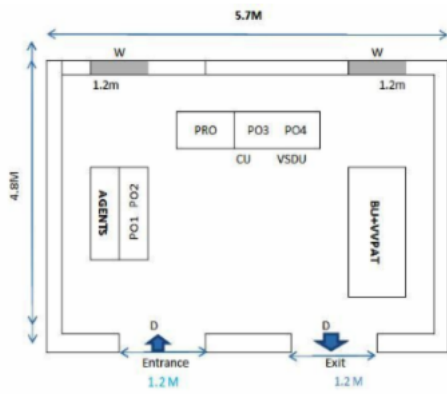 5.7M
W
W
1.2m
1.2m
4.8M
PRO
PO3
PO4
CU
VSDU
AGENTS
PO1 PO2
BU+VVPAT
D
D
Entrance
Exit
1.2 M
1.2 M